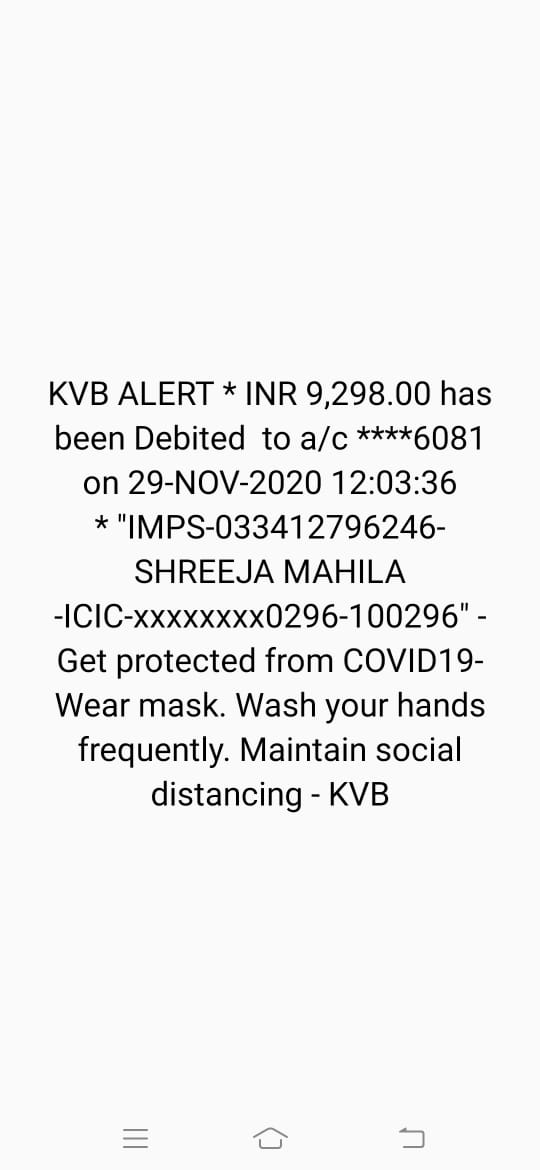 KVB ALERT * INR 9,298.00 has
been Debited  to a/c ****6081
on 29-NOV-2020 12:03:36
* "IMPS-033412796246-
SHREEJA MAHILA
-ICIC-xxxxxxxx0296-100296" -
Get protected from COVID19-
Wear mask. Wash your hands
frequently. Maintain social
distancing - KVB